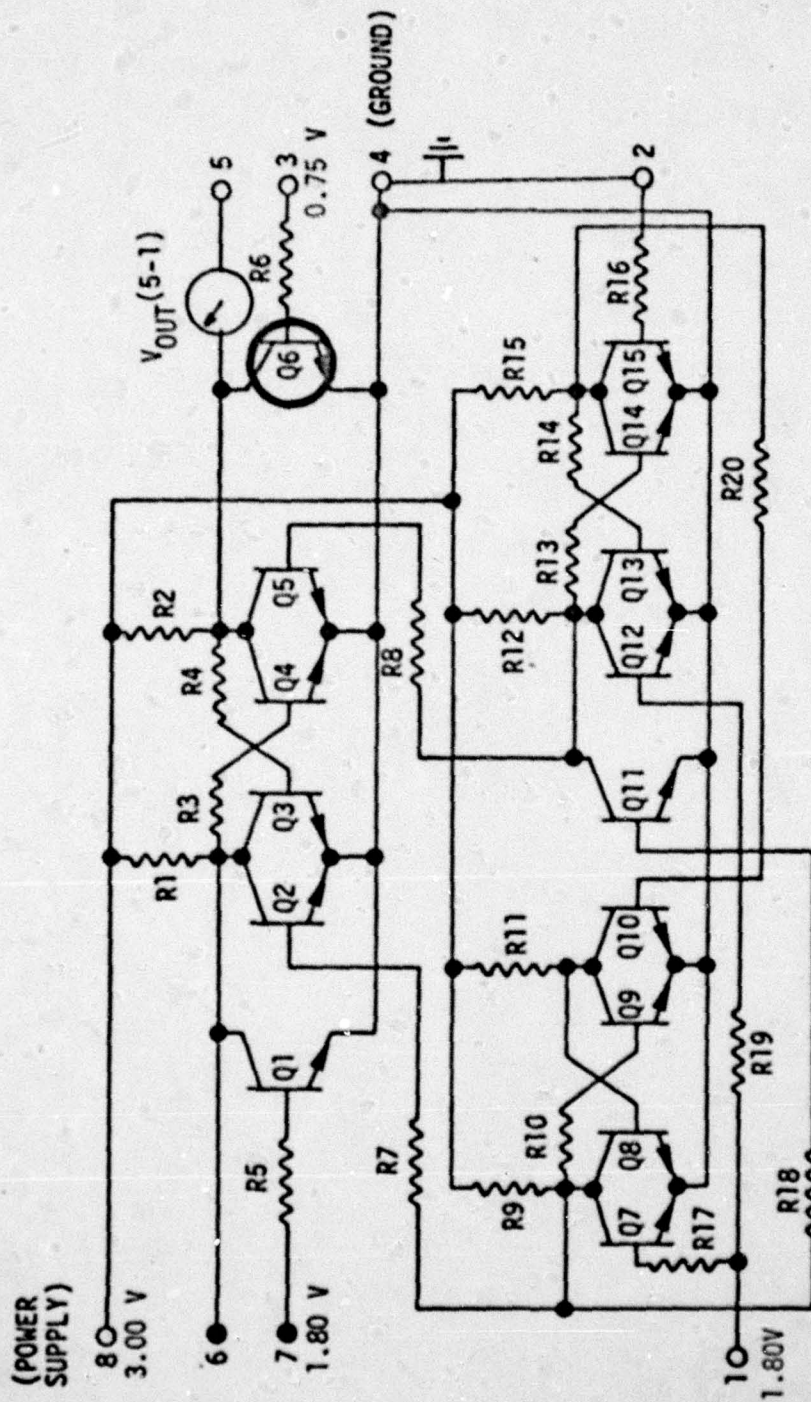 (POWER
SUPPLY)
8
3.00 V
6
7
1.80 V
1
1.80V
R1
R2
R3
R4
R5
Q1
Q2
Q3
Q4
Q5
VOUT(5-1)
5
R6
Q6
3
0.75 V
4
(GROUND)
2
R7
R8
R9
R10
R11
R12
R13
R14
R15
R16
Q7
Q8
Q9
Q10
Q11
Q12
Q13
Q14
Q15
R17
R18
R19
R20